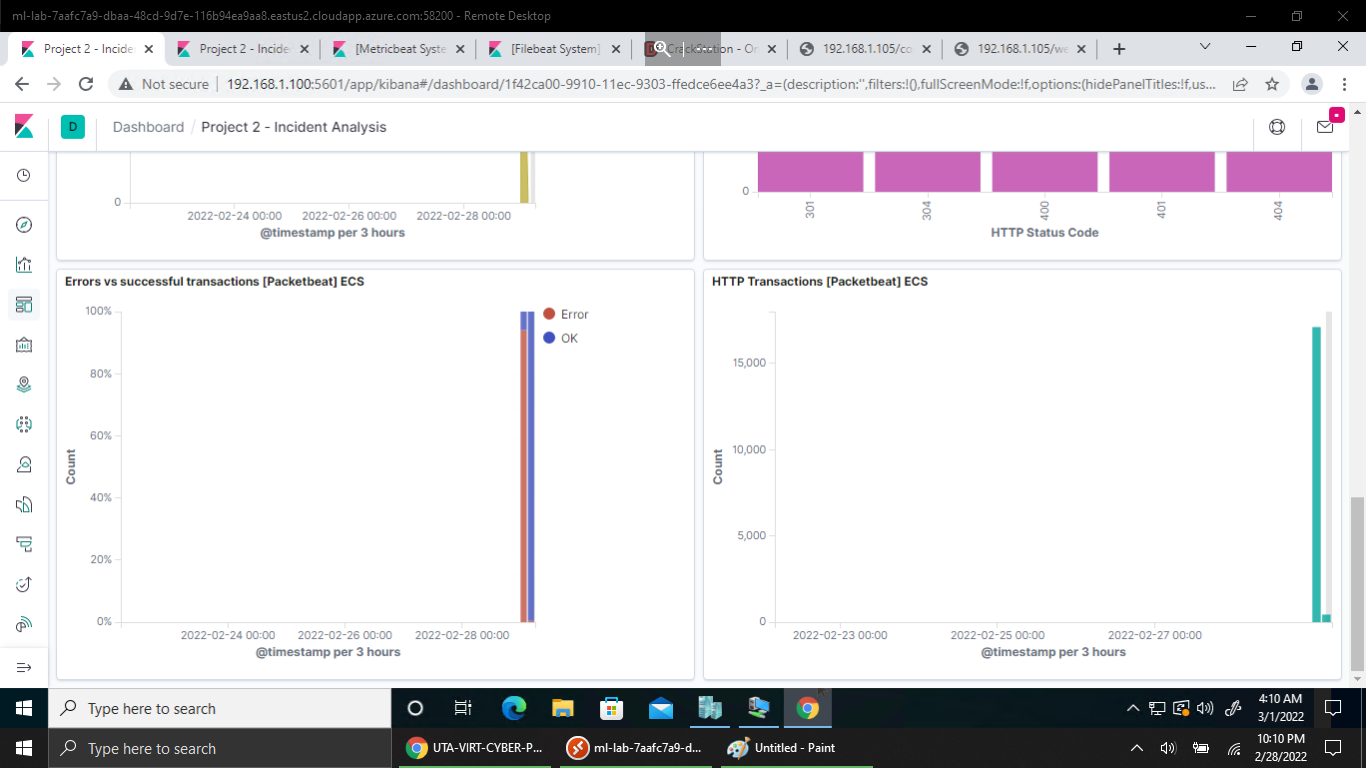 ml-lab-7aafc7a9-dbaa-48cd-9d7e-116b94ea9aa8.eastus2.cloudapp.azure.com:58200 - Remote Desktop
Project 2 - Incide
Project 2 - Incide
[Metricbeat Syste
[Filebeat System]
192.168.1.105/co
192.168.1.105/we
Not secure
192.168.1.100:5601/app/kibana#/dashboard/1f42ca00-9910-11ec-9303-ffedce6ee4a3?_a=(description:'',filters:!(),fullScreenMode:!f,options:(hidePanelTitles:!f,us...
D
Dashboard / Project 2 - Incident Analysis
0
2022-02-24 00:00 2022-02-26 00:00 2022-02-28 00:00
@timestamp per 3 hours
0
301 304 400 401 404
HTTP Status Code
Errors vs successful transactions [Packetbeat] ECS
100%
80%
60%
40%
20%
0%
Count
2022-02-24 00:00 2022-02-26 00:00 2022-02-28 00:00
@timestamp per 3 hours
Error
OK
HTTP Transactions [Packetbeat] ECS
15,000
10,000
5,000
0
Count
2022-02-23 00:00 2022-02-25 00:00 2022-02-27 00:00
@timestamp per 3 hours
Type here to search
4:10 AM
3/1/2022
Type here to search
UTA-VIRT-CYBER-P...
ml-lab-7aafc7a9-d...
Untitled - Paint
10:10 PM
2/28/2022